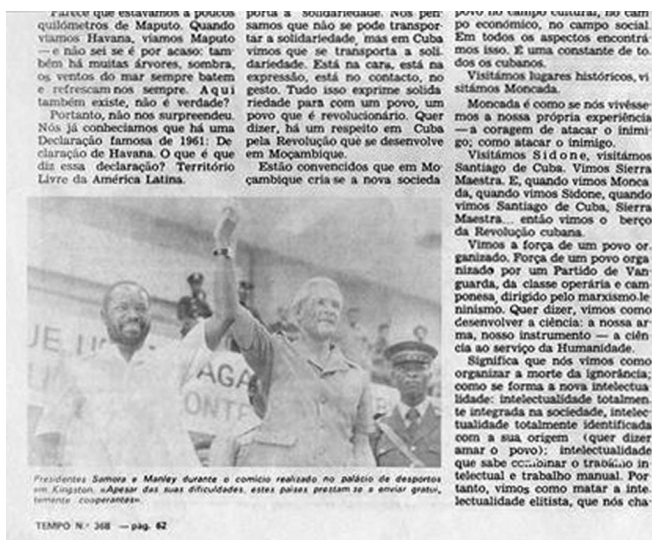 Parece que estávamos a poucos
quilómetros de Maputo. Quando
víamos Havana, víamos Maputo
— e não sei se é por acaso: tam-
bém há muitas árvores, sombra,
os ventos do mar sempre batem
e refrescam-nos sempre. Aqui
também existe, não é verdade?
Portanto, não nos surpreendeu.
Nós já conhecíamos que há uma
Declaração famosa de 1961: De-
claração de Havana. O que é que
diz essa declaração? Território
Livre da América Latina.
porta a solidariedade. Nós pen-
samos que não se pode transpor-
tar a solidariedade, mas em Cuba
vimos que se transporta a soli-
dariedade. Está na cara, está na
expressão, está no contacto, no
gesto. Tudo isso exprime solida
riedade para com um povo, um
povo que é revolucionário. Quer
dizer, há um respeito em Cuba
pela Revolução que se desenvolve
em Moçambique.
Estão convencidos que em Mo-
çambique cria-se a nova socieda
povo no campo cultural, no cam-
po económico, no campo social.
Em todos os aspectos encontrá-
mos isso. É uma constante de to-
dos os cubanos.
Visitámos lugares históricos, vi
sitámos Moncada.
Moncada é como se nós vivêsse-
mos a nossa própria experiência
— a coragem de atacar o inimi-
go; como atacar o inimigo.
Visitámos Sidone, visitámos
Santiago de Cuba. Vimos Sierra
Maestra. E, quando vimos Monca
da, quando vimos Sidone, quando
vimos Santiago de Cuba, Sierra
Maestra... então vimos o berço
da Revolução cubana.
Vimos a força de um povo or-
ganizado. Força de um povo orga
nizado por um Partido de Van-
guarda, da classe operária e cam-
ponesa, dirigido pelo marxismo-le
ninismo. Quer dizer, vimos como
desenvolver a ciência: a nossa ar-
ma, nosso instrumento — a ciên-
cia ao serviço da Humanidade.
Significa que nós vimos como
organizar a morte da ignorância;
como se forma a nova intelectua-
lidade: intelectualidade totalmen-
te integrada na sociedade, intelec-
tualidade totalmente identificada
com a sua origem (quer dizer
amar o povo); intelectualidade
que sabe combinar o trabalho in-
telectual e trabalho manual. Por-
tanto, vimos como matar a inte-
lectualidade elitista, que nós cha-
AGA
ONTR
Presidentes Samora e Manley durante o comício realizado no palácio de desportos
em Kingston. «Apesar das suas dificuldades, estes países prestam-se a enviar gratui,
temente cooperantes».
TEMPO N.º 368 — pág. 62